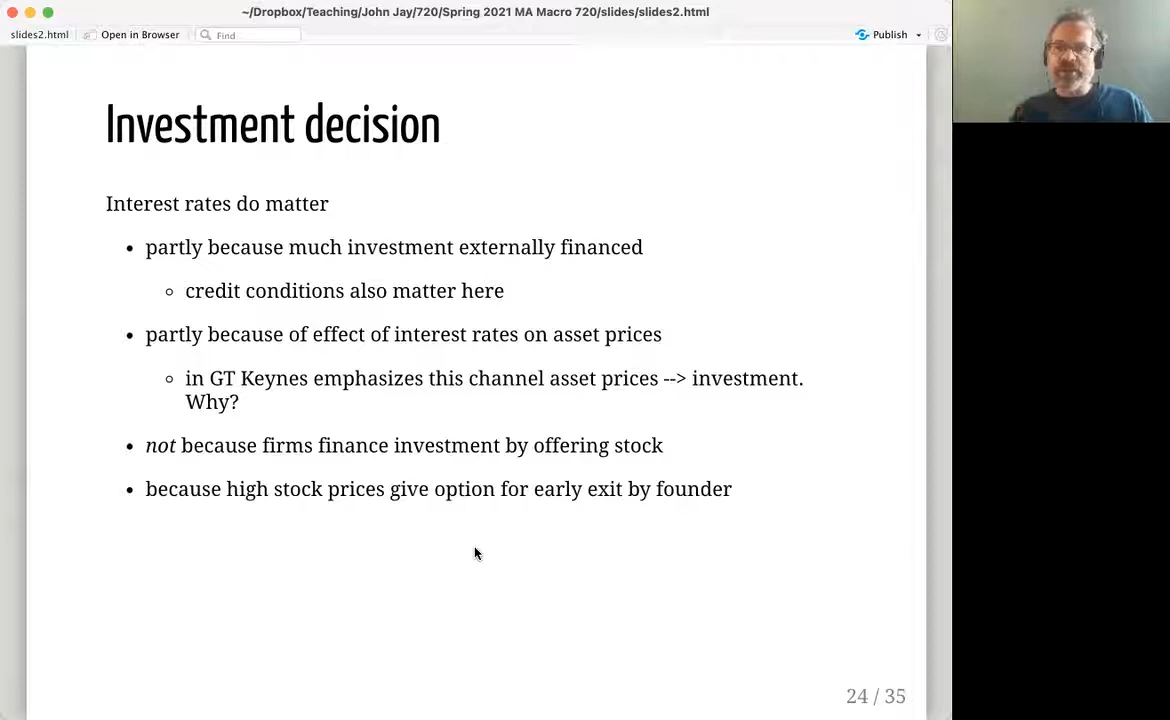 ~/Dropbox/Teaching/John Jay/720/Spring 2021 MA Macro 720/slides/slides2.html
slides2.html
Open in Browser
Find
Publish
Investment decision
Interest rates do matter
• partly because much investment externally financed
◦ credit conditions also matter here
• partly because of effect of interest rates on asset prices
◦ in GT Keynes emphasizes this channel asset prices --> investment.
Why?
• not because firms finance investment by offering stock
• because high stock prices give option for early exit by founder
24 / 35